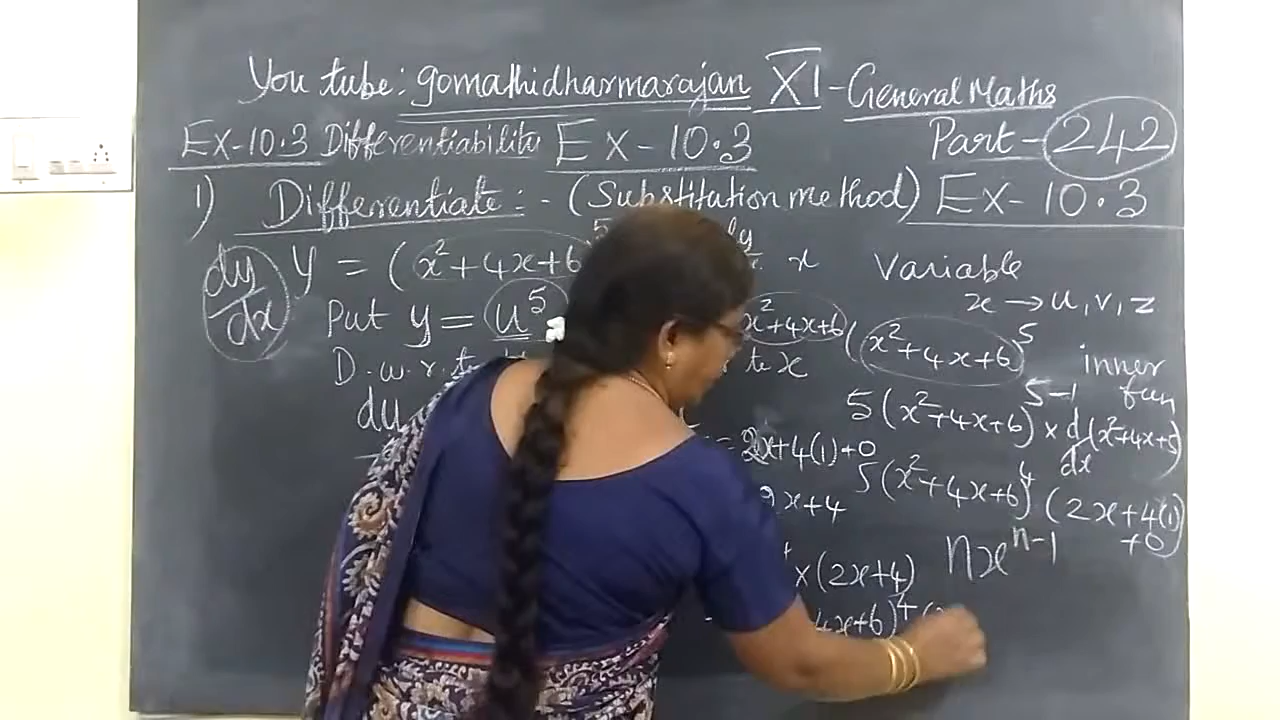 You tube: gomathidharmarajan XI - General Maths
Ex-10.3 Differentiability Ex-10.3 Part-242
1) Differentiate :- (Substitution method) Ex-10.3
dy/dx y = (x²+4x+6 5 x
Variable
x → u, v, z
Put y = u⁵ x²+4x+6 (x²+4x+6)⁵
inner fun
D.w.r.to x
5(x²+4x+6)⁵⁻¹ × d/dx (x²+4x+5)
du
= 2x+4(1)+0
5(x²+4x+6)⁴ (2x+4(1)+0
2x+4
nxⁿ⁻¹
×(2x+4)
4x+6)⁴ (